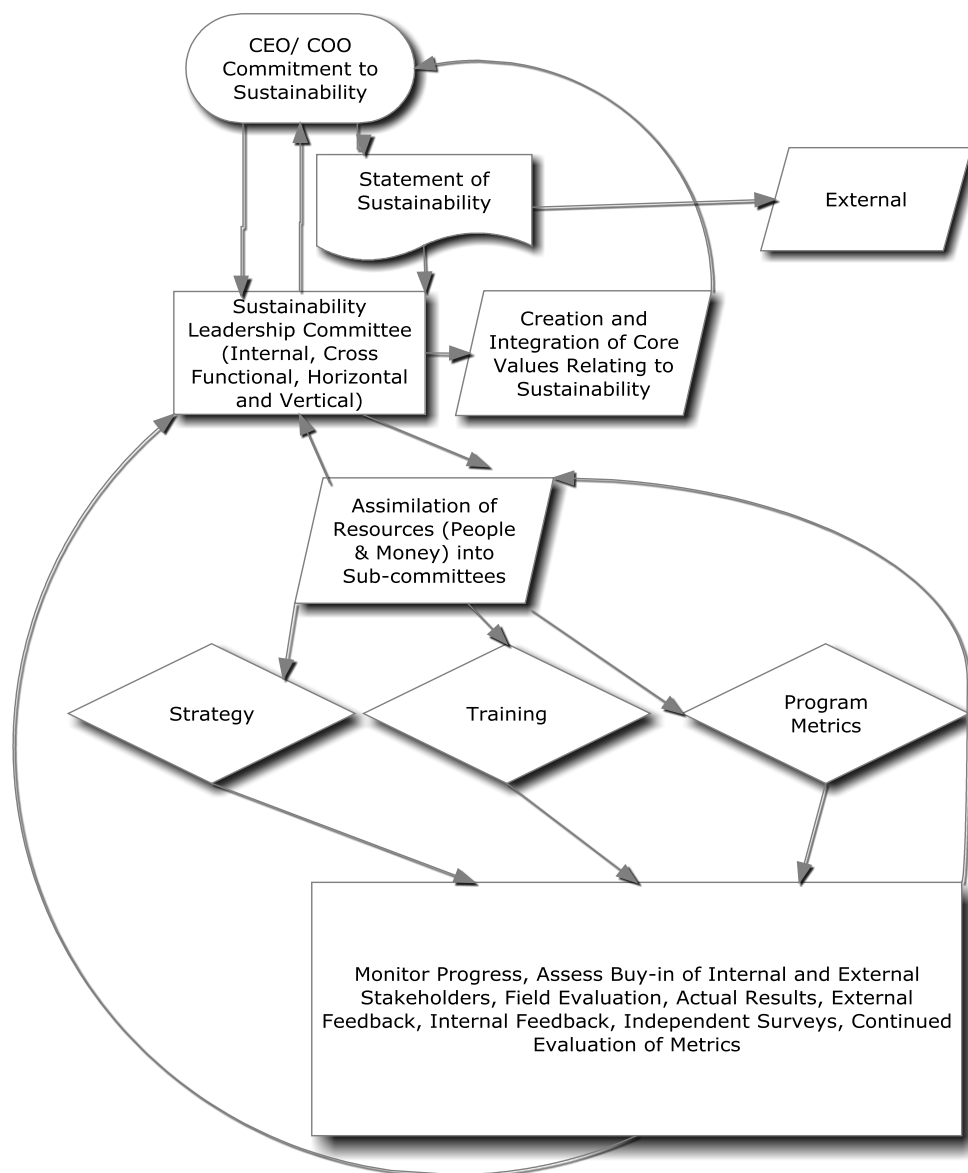 CEO/ COO
Commitment to
Sustainability
Statement of
Sustainability
External
Sustainability
Leadership Committee
(Internal, Cross
Functional, Horizontal
and Vertical)
Creation and
Integration of Core
Values Relating to
Sustainability
Assimilation of
Resources (People
& Money) into
Sub-committees
Strategy
Training
Program
Metrics
Monitor Progress, Assess Buy-in of Internal and External
Stakeholders, Field Evaluation, Actual Results, External
Feedback, Internal Feedback, Independent Surveys, Continued
Evaluation of Metrics